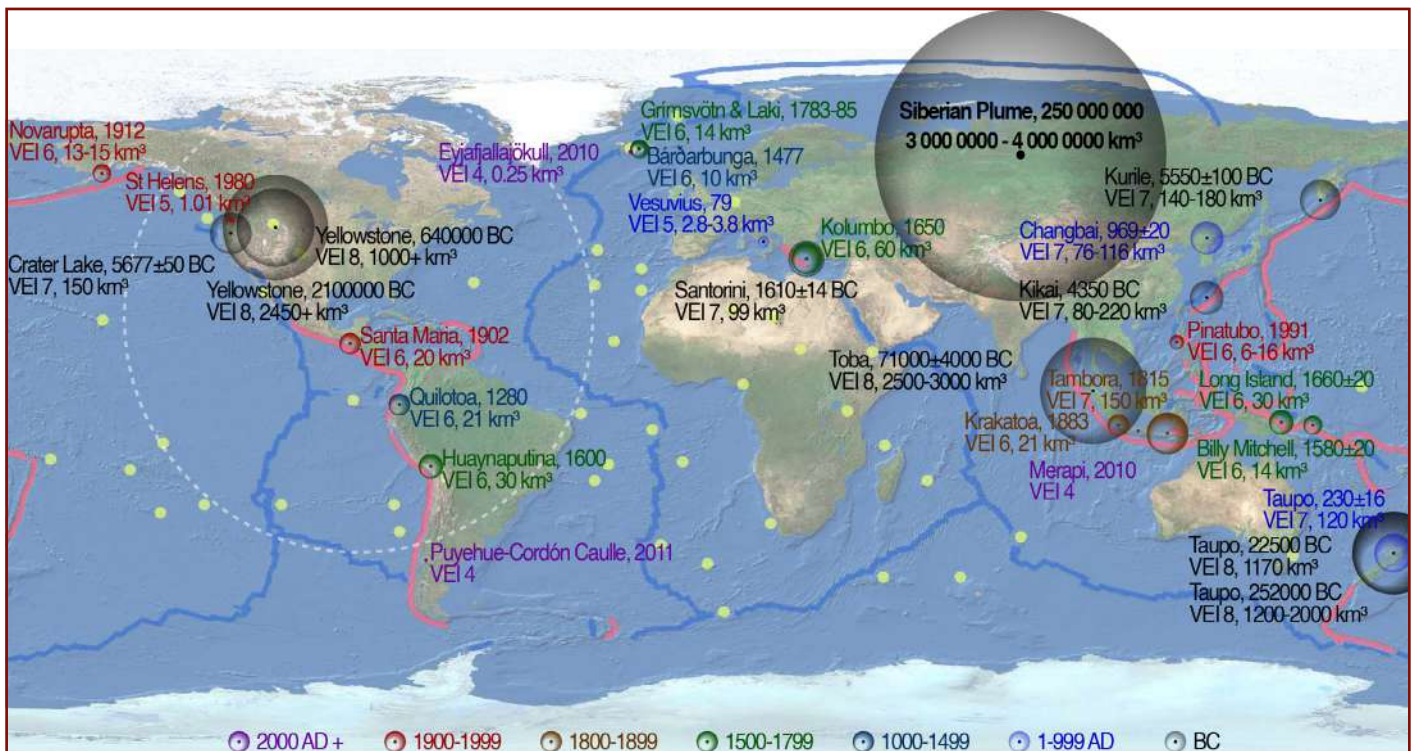 Grímsvötn & Laki, 1783-85
VEI 6, 14 km³
Siberian Plume, 250 000 000
3 000 0000 - 4 000 0000 km³
Novarupta, 1912
VEI 6, 13-15 km³
Eyjafjallajökull, 2010
VEI 4, 0.25 km³
Bárðarbunga, 1477
VEI 6, 10 km³
St Helens, 1980
VEI 5, 1.01 km³
Kurile, 5550±100 BC
VEI 7, 140-180 km³
Vesuvius, 79
VEI 5, 2.8-3.8 km³
Kolumbo, 1650
VEI 6, 60 km³
Changbai, 969±20
VEI 7, 76-116 km³
Yellowstone, 640000 BC
VEI 8, 1000+ km³
Crater Lake, 5677±50 BC
VEI 7, 150 km³
Yellowstone, 2100000 BC
VEI 8, 2450+ km³
Santorini, 1610±14 BC
VEI 7, 99 km³
Kikai, 4350 BC
VEI 7, 80-220 km³
Santa Maria, 1902
VEI 6, 20 km³
Pinatubo, 1991
VEI 6, 6-16 km³
Toba, 71000±4000 BC
VEI 8, 2500-3000 km³
Tambora, 1815
VEI 7, 150 km³
Long Island, 1660±20
VEI 6, 30 km³
Quilotoa, 1280
VEI 6, 21 km³
Krakatoa, 1883
VEI 6, 21 km³
Huaynaputina, 1600
VEI 6, 30 km³
Billy Mitchell, 1580±20
VEI 6, 14 km³
Merapi, 2010
VEI 4
Taupo, 230±16
VEI 7, 120 km³
Puyehue-Cordón Caulle, 2011
VEI 4
Taupo, 22500 BC
VEI 8, 1170 km³
Taupo, 252000 BC
VEI 8, 1200-2000 km³
2000 AD + 1900-1999 1800-1899 1500-1799 1000-1499 1-999 AD BC